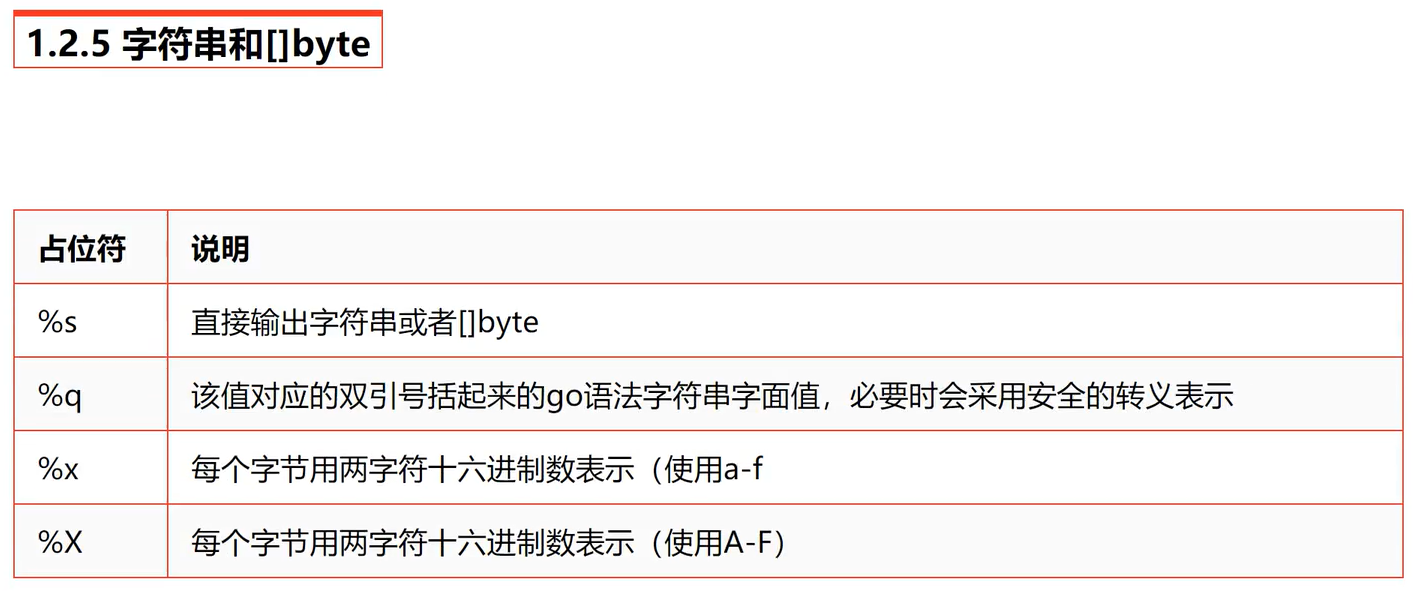 1.2.5 字符串和[]byte
占位符 说明
%s 直接输出字符串或者[]byte
%q 该值对应的双引号括起来的go语法字符串字面值，必要时会采用安全的转义表示
%x 每个字节用两字符十六进制数表示（使用a-f
%X 每个字节用两字符十六进制数表示（使用A-F）